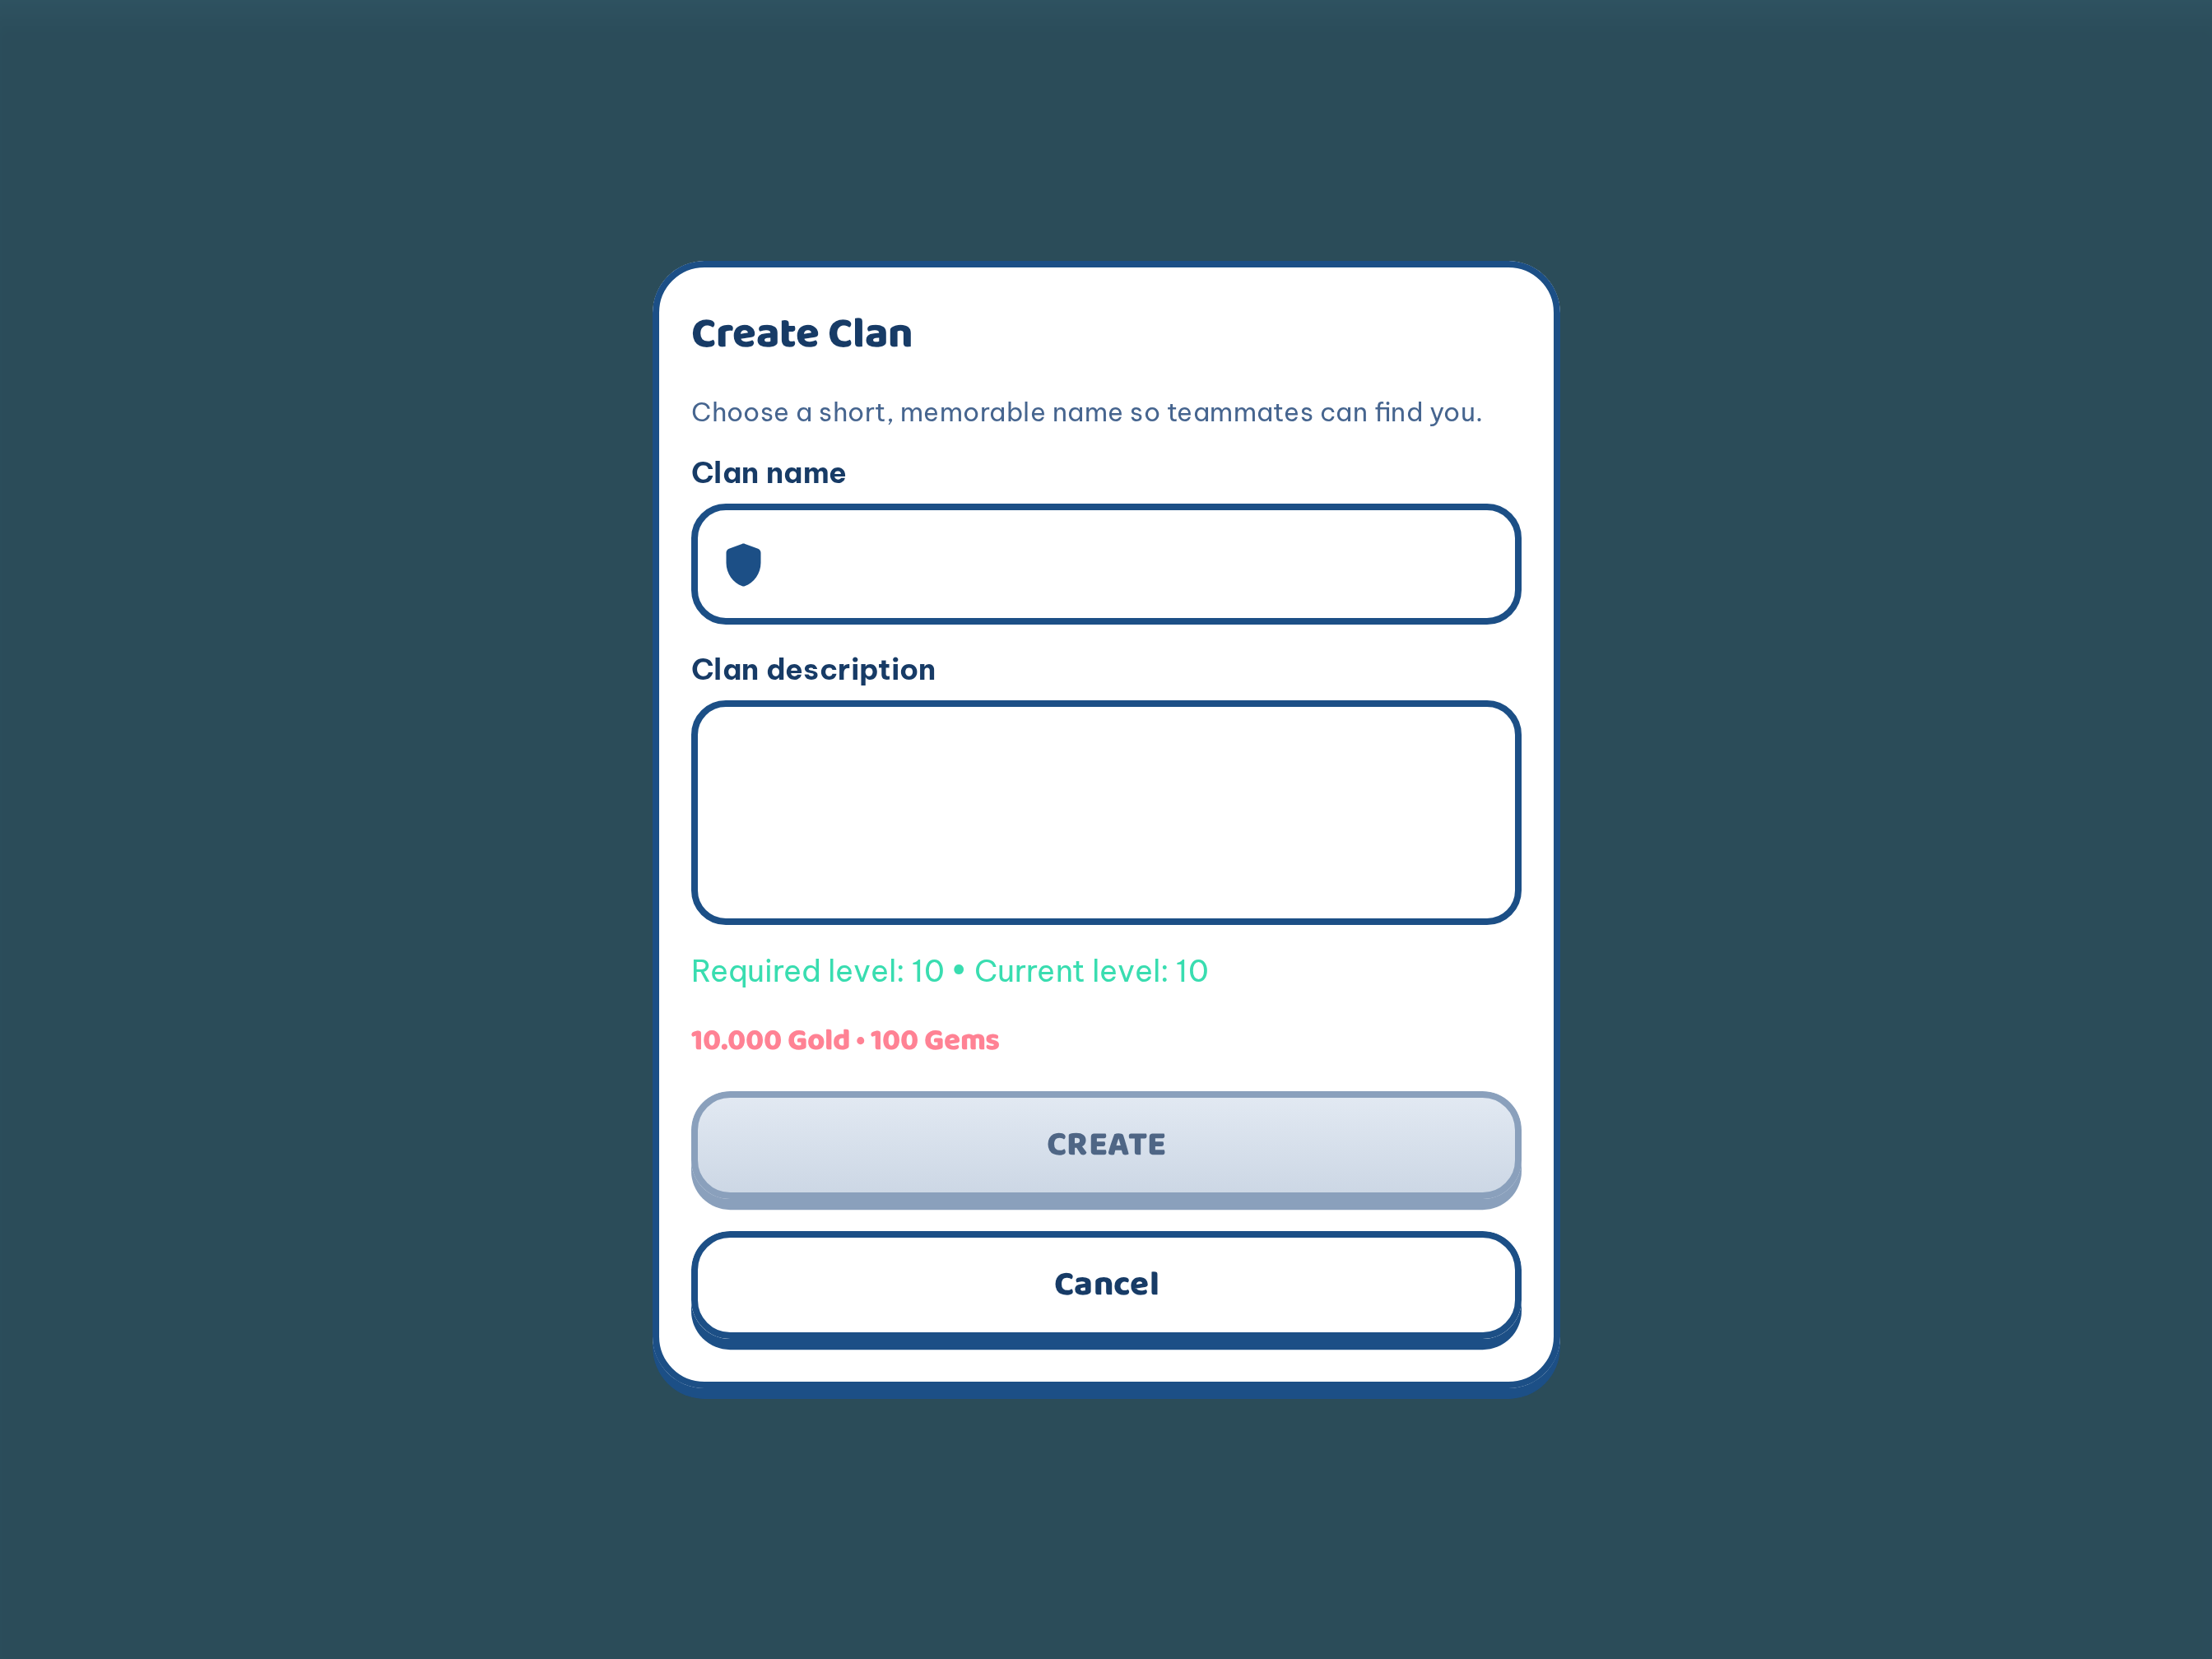 Create Clan
Choose a short, memorable name so teammates can find you.
Clan name
Clan description
Required level: 10 • Current level: 10
10.000 Gold • 100 Gems
CREATE
Cancel